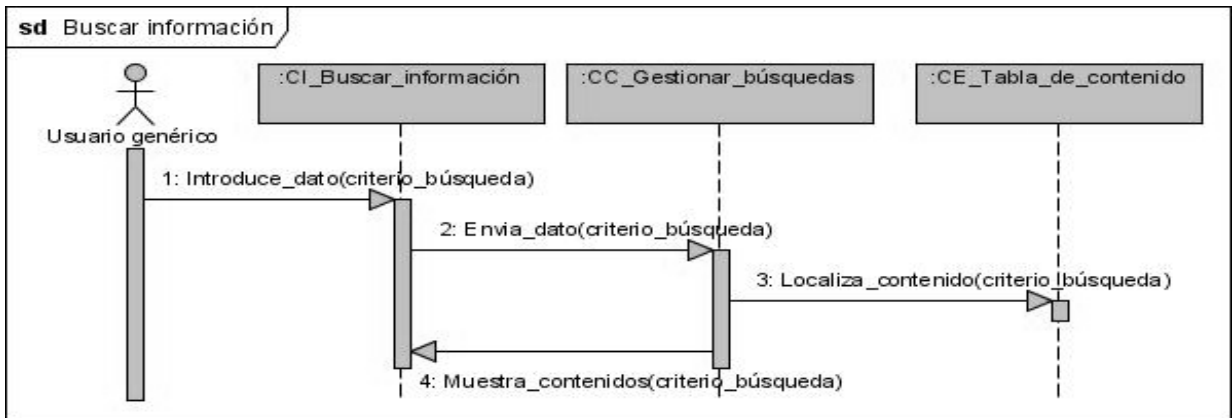 sd Buscar información
:CI_Buscar_información
:CC_Gestionar_búsquedas
:CE_Tabla_de_contenido
Usuario genérico
1: Introduce_dato(criterio_búsqueda)
2: Envia_dato(criterio_búsqueda)
3: Localiza_contenido(criterio_búsqueda)
4: Muestra_contenidos(criterio_búsqueda)